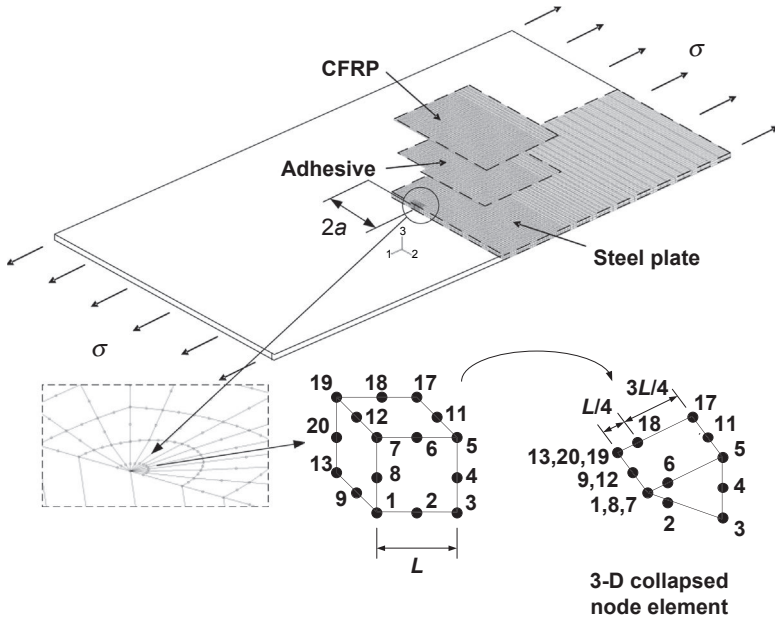 σ
CFRP
Adhesive
2a
3
1 2
Steel plate
σ
19 18 17
12 11
20 7 6 5
13 8 4
9 1 2 3
L
L/4 3L/4
17
18 11
13,20,19 5
6
9,12 4
1,8,7
2 3
3-D collapsed
node element